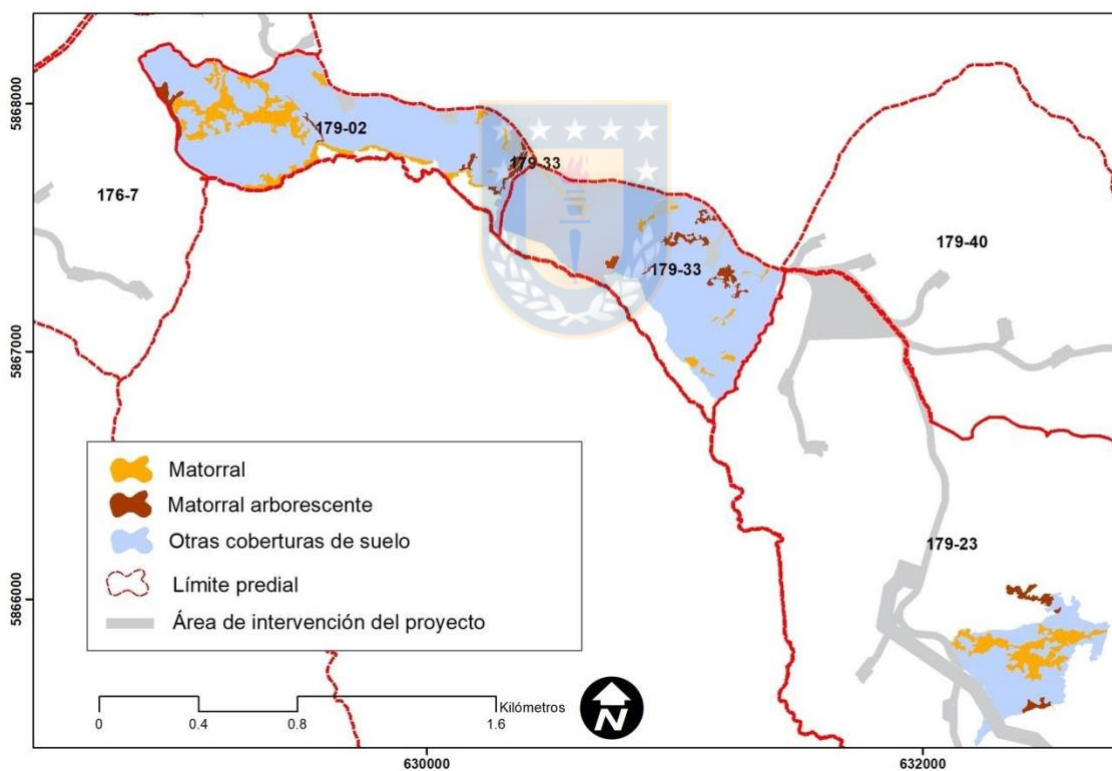 5868000
5867000
5866000
179-02
179-33
176-7
179-40
179-33
179-23
Matorral
Matorral arborescente
Otras coberturas de suelo
Límite predial
Área de intervención del proyecto
Kilómetros
0 0.4 0.8 1.6
N
630000 632000